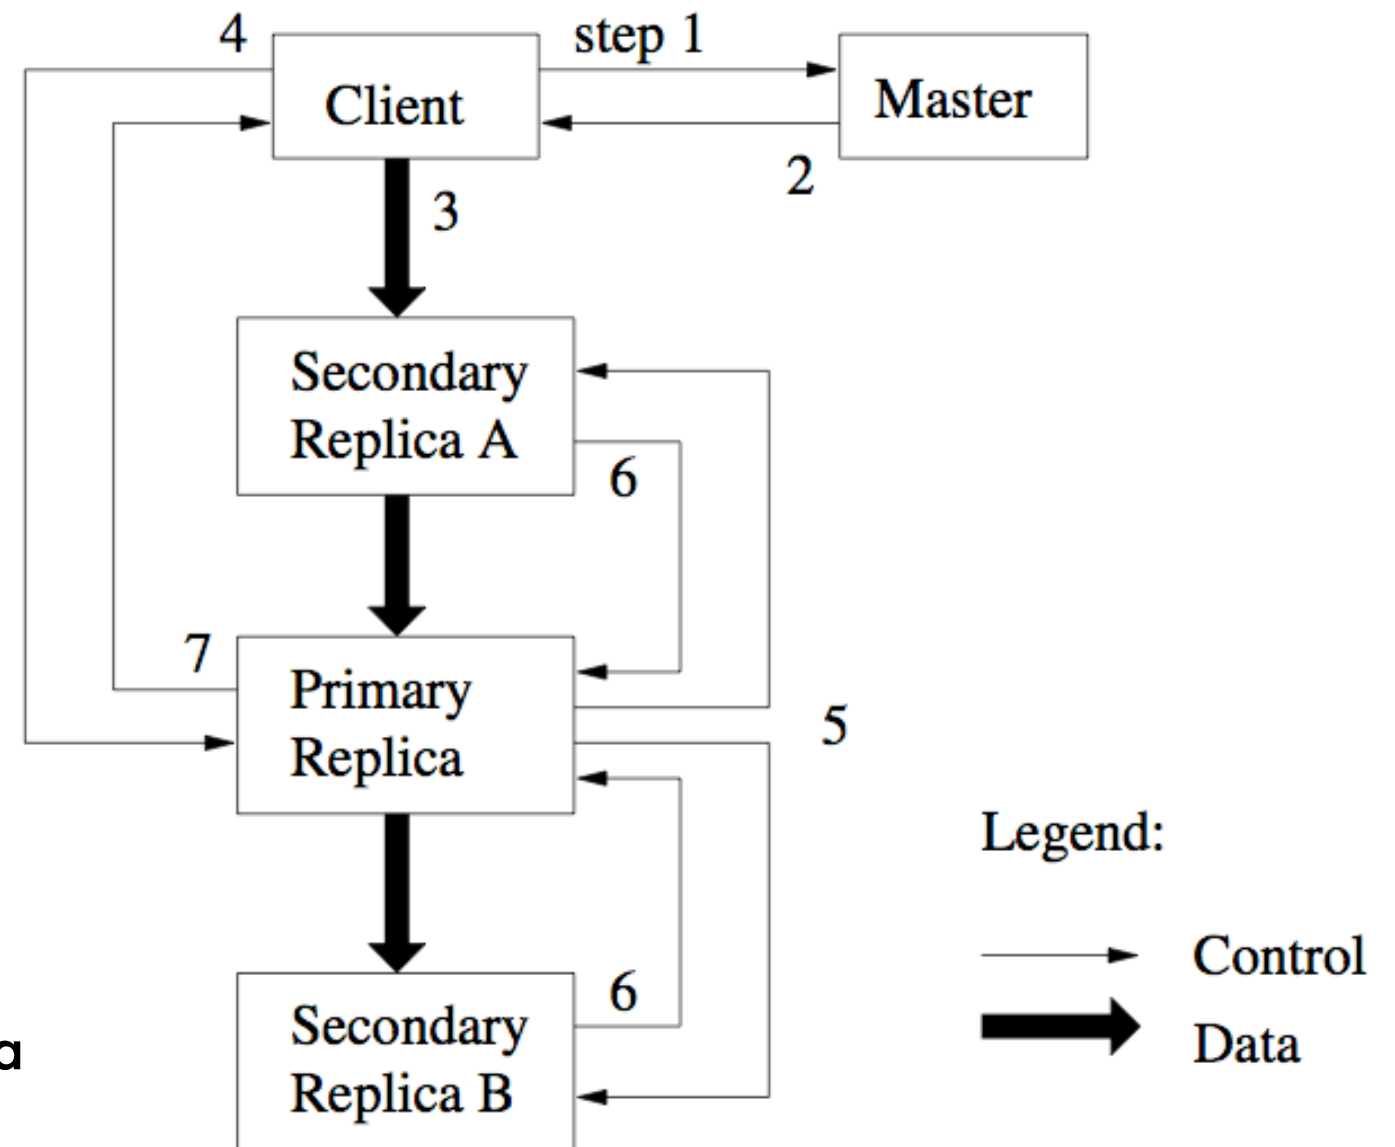 4
step 1
Client
Master
2
3
Secondary
Replica A
6
7
Primary
Replica
5
Legend:
Control
Data
6
Secondary
Replica B
a